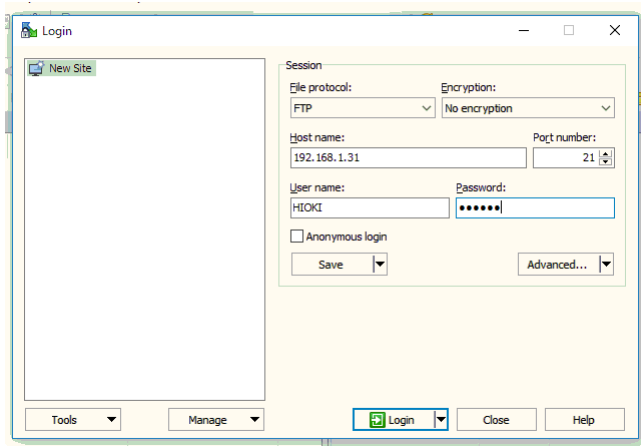 Login
New Site
Session
File protocol: Encryption:
FTP No encryption
Host name: Port number:
192.168.1.31 21
User name: Password:
HIOKI ••••••
Anonymous login
Save Advanced...
Tools Manage Login Close Help